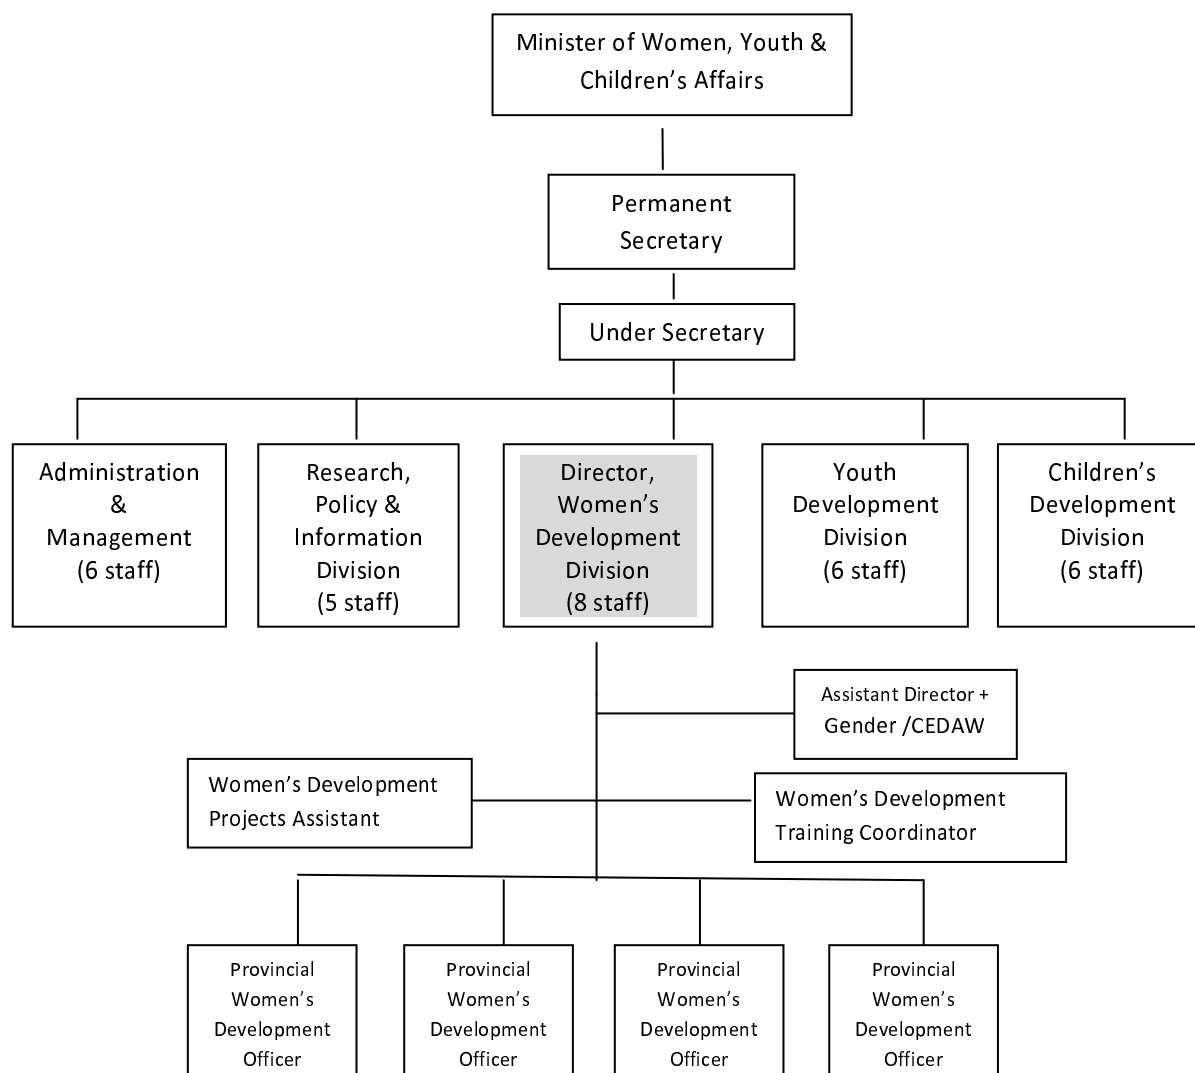 Minister of Women, Youth &
Children’s Affairs
Permanent
Secretary
Under Secretary
Administration
&
Management
(6 staff)
Research,
Policy &
Information
Division
(5 staff)
Director,
Women’s
Development
Division
(8 staff)
Youth
Development
Division
(6 staff)
Children’s
Development
Division
(6 staff)
Assistant Director +
Gender /CEDAW
Women’s Development
Projects Assistant
Women’s Development
Training Coordinator
Provincial
Women’s
Development
Officer
Provincial
Women’s
Development
Officer
Provincial
Women’s
Development
Officer
Provincial
Women’s
Development
Officer